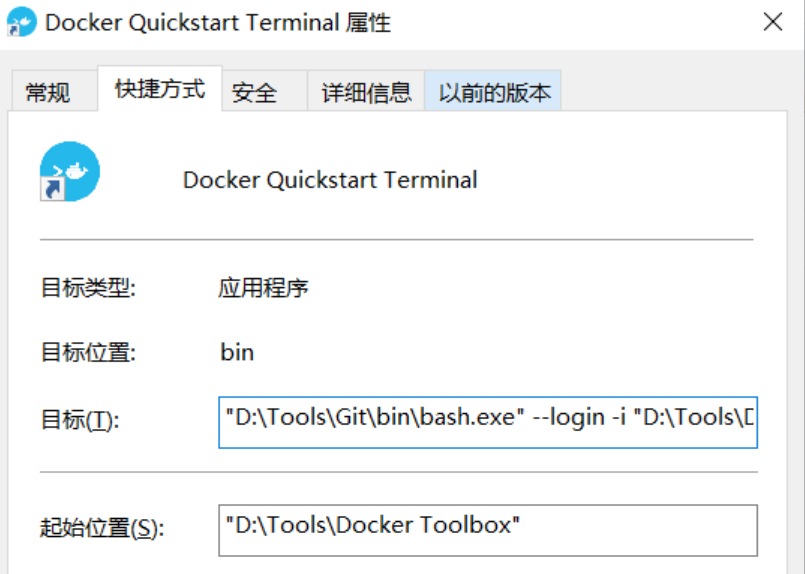 Docker Quickstart Terminal 属性
常规 快捷方式 安全 详细信息 以前的版本
Docker Quickstart Terminal
目标类型: 应用程序
目标位置: bin
目标(T): "D:\Tools\Git\bin\bash.exe" --login -i "D:\Tools\
起始位置(S): "D:\Tools\Docker Toolbox"